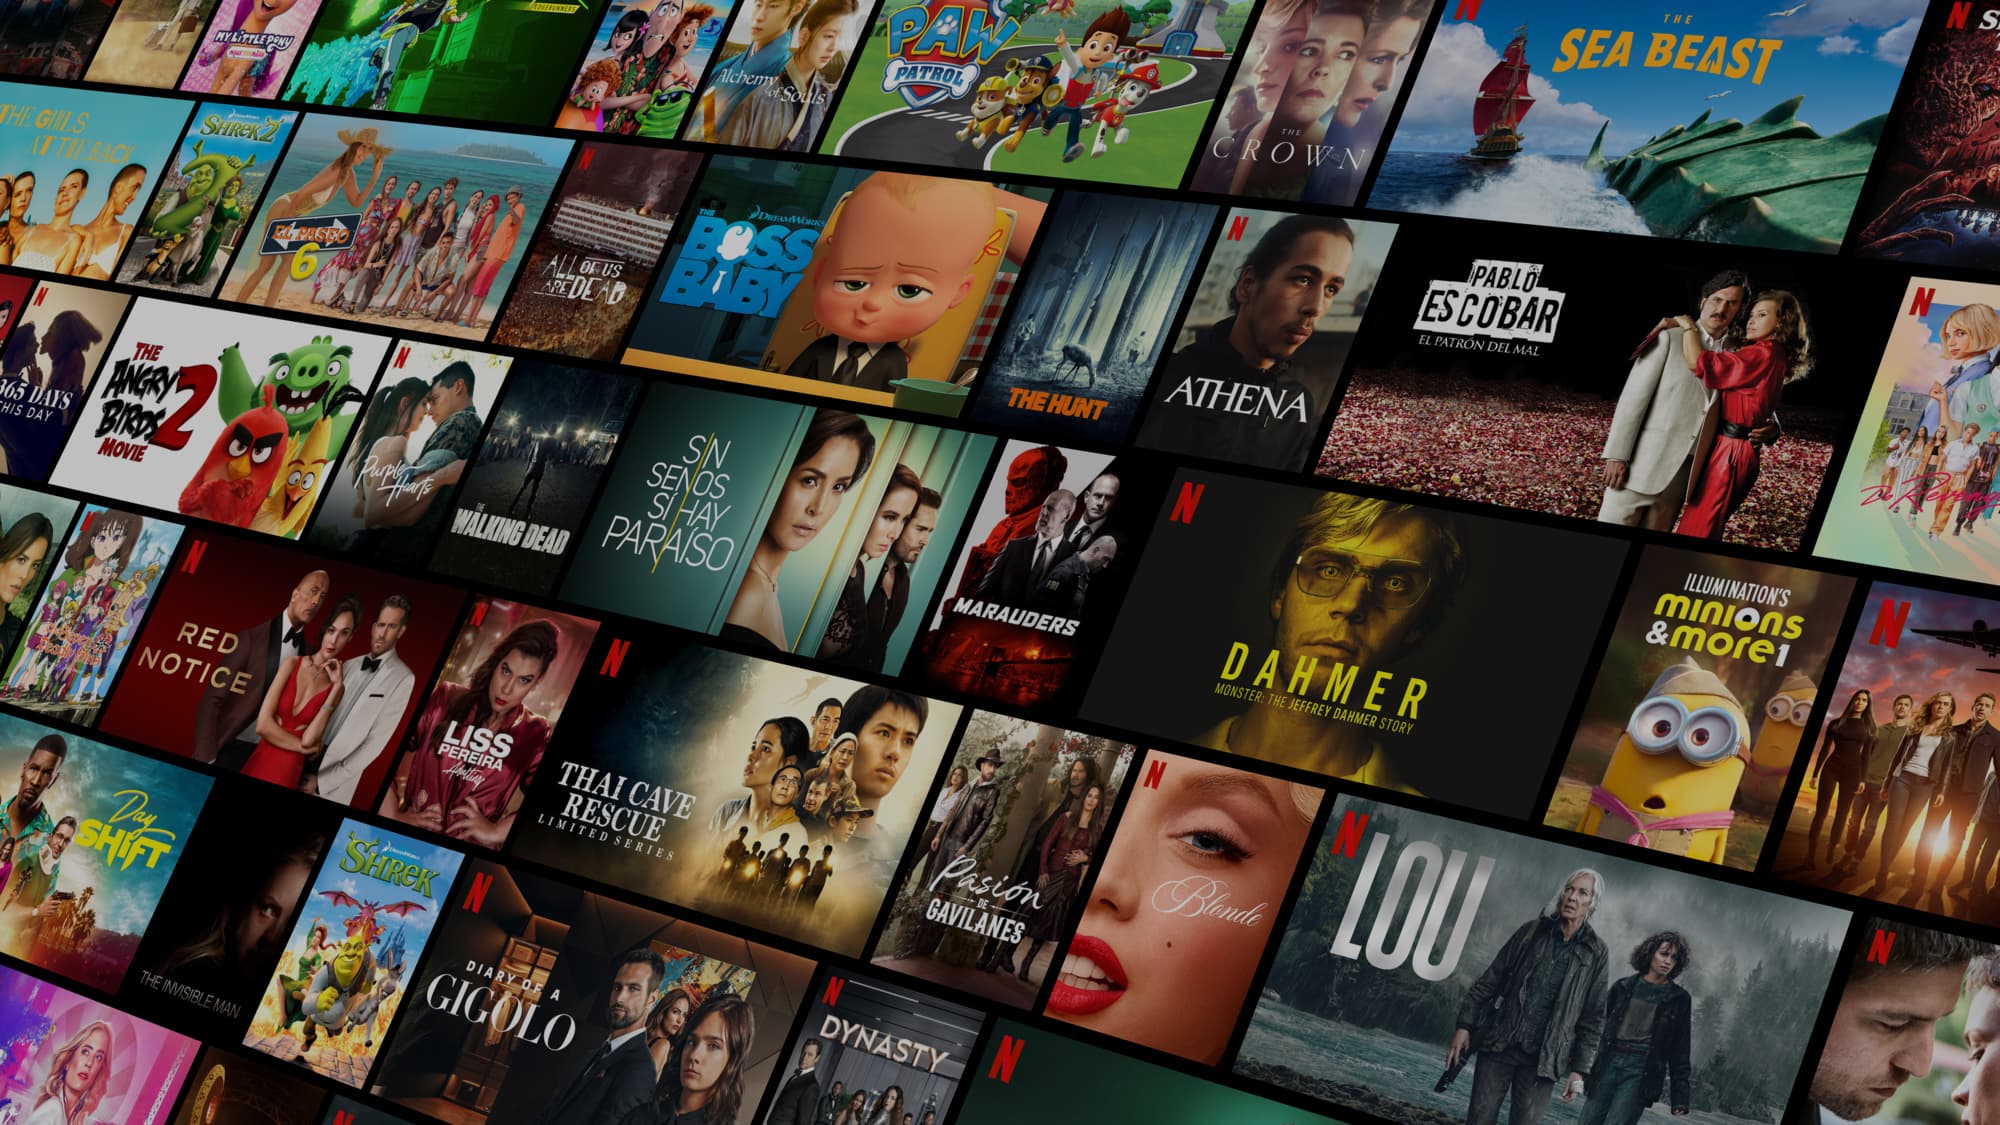 MY LITTLE PONY
EDGERUNNERS
Alchemy
of Souls
PAW
PATROL
THE
CROWN
THE
SEA BEAST
THE GIRLS
AT THE BACK
DREAMWORKS
SHREK 2
EL PASEO
6
ALL OF US
ARE DEAD
THE
DREAMWORKS
BOSS
BABY
THE HUNT
N
ATHENA
PABLO
ESCOBAR
EL PATRÓN DEL MAL
N
365 DAYS
THIS DAY
THE
ANGRY
BIRDS 2
MOVIE
N
Purple
Hearts
THE
WALKING DEAD
SIN
SENOS
SÍ HAY
PARAÍSO
MARAUDERS
FBI
N
DAHMER
MONSTER: THE JEFFREY DAHMER STORY
ILLUMINATION'S
MINIONS
& MORE 1
N
N
RED
NOTICE
N
LISS
PEREIRA
N
THAI CAVE
RESCUE
LIMITED SERIES
Pasión
DE
GAVILANES
N
Blonde
N
LOU
N
Day
SHIFT
THE INVISIBLE MAN
DREAMWORKS
SHREK
N
DIARY OF A
GIGOLO
N
DYNASTY
N